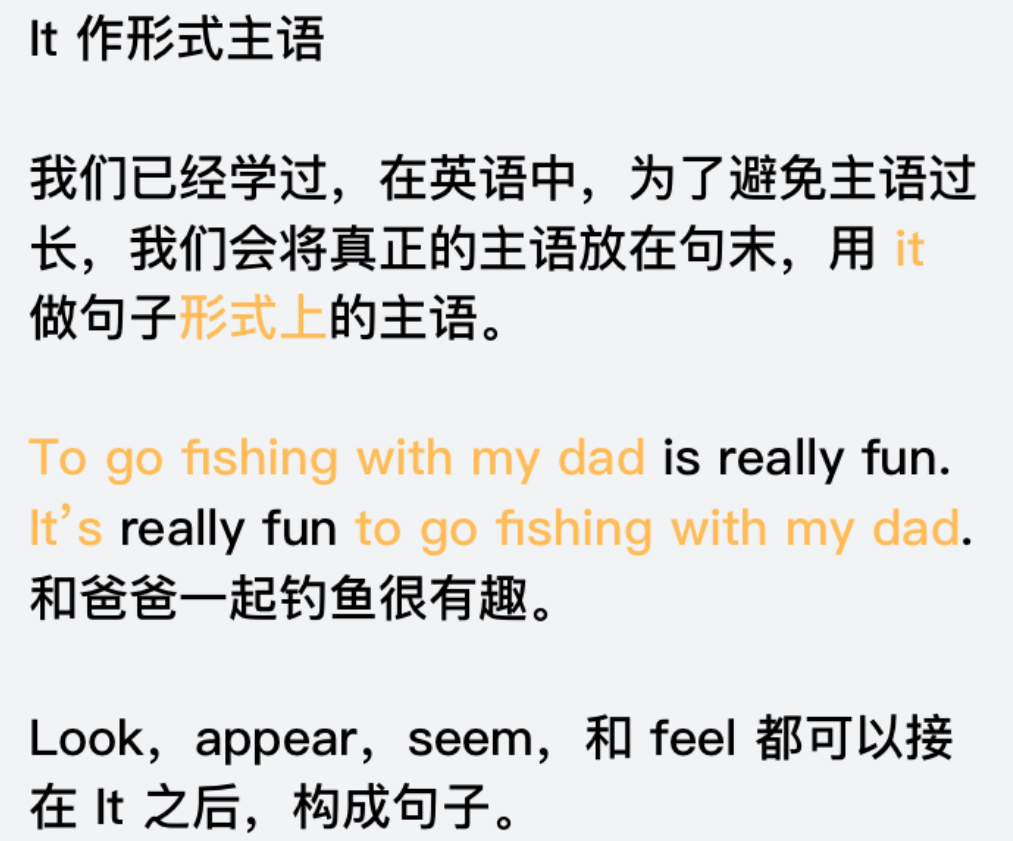 It 作形式主语
我们已经学过，在英语中，为了避免主语过
长，我们会将真正的主语放在句末，用 it
做句子形式上的主语。
To go fishing with my dad is really fun.
It’s really fun to go fishing with my dad.
和爸爸一起钓鱼很有趣。
Look，appear，seem，和 feel 都可以接
在 It 之后，构成句子。